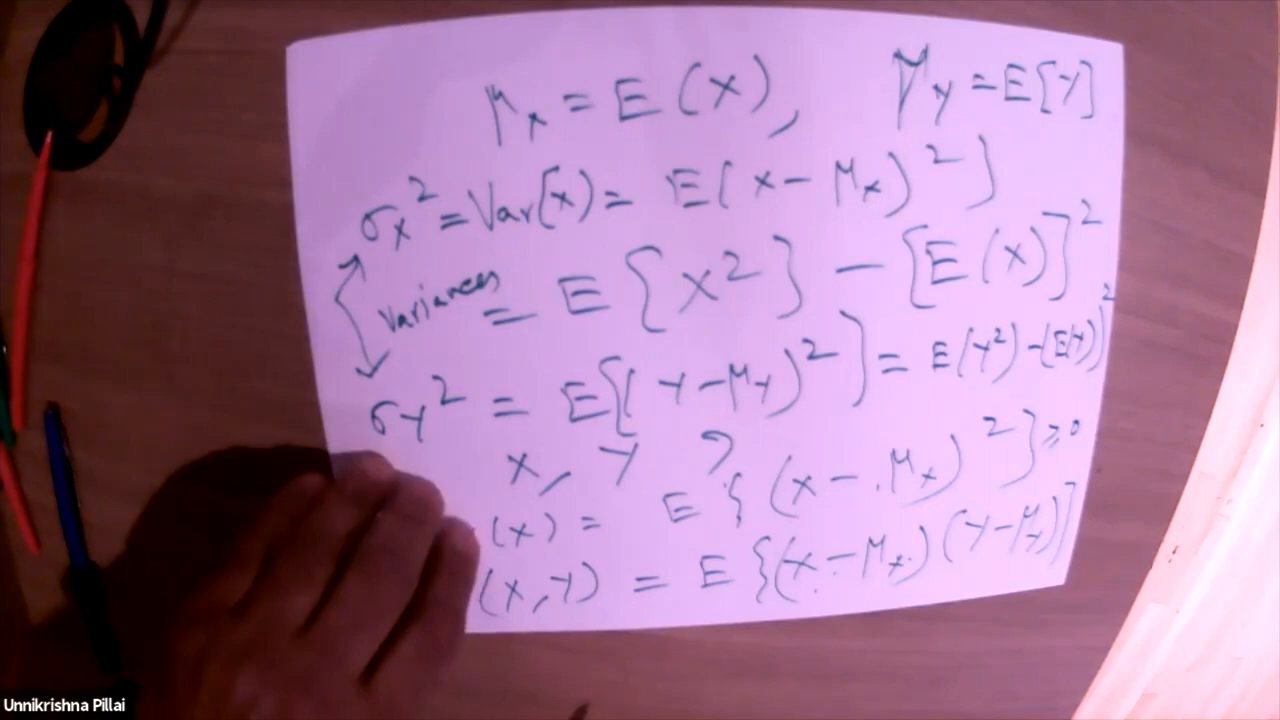 μx = E(X), μY = E[Y]
σx² = Var(X) = E(X - μx)²}
variances = E{X²} - [E(X)]²
σY² = E{(Y - μY)²} = E(Y²) - (E(Y))²
X, Y ?
(X) = E{(X - μx)²} ≥ 0
(X, Y) = E{(X - μx)(Y - μY)}
Unnikrishna Pillai